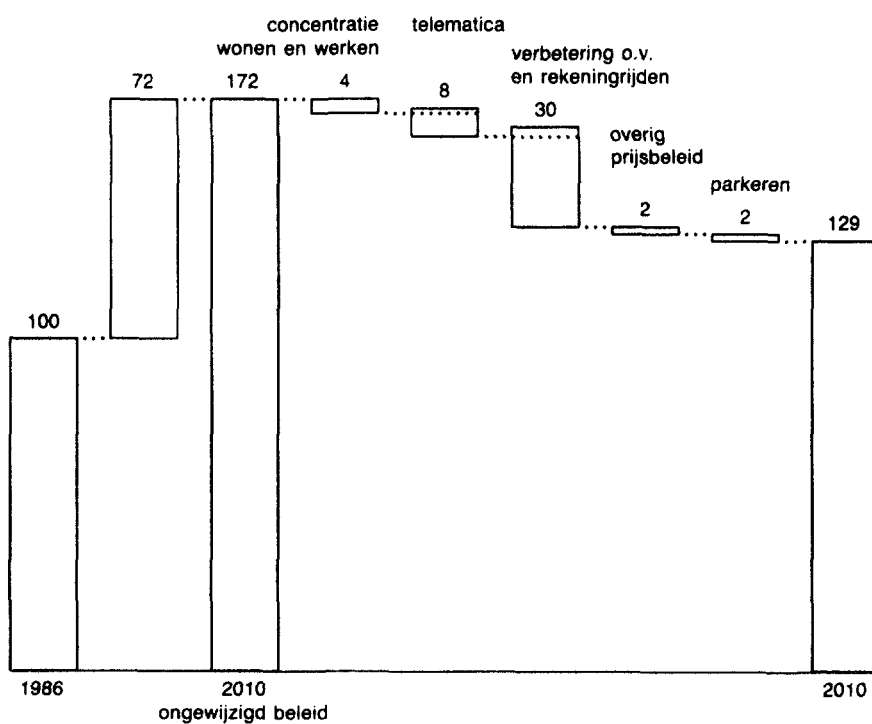 concentratie
wonen en werken
telematica
verbetering o.v.
en rekeningrijden
72
172
4
8
30
overig
prijsbeleid
parkeren
2
2
129
100
1986
2010
ongewijzigd beleid
2010